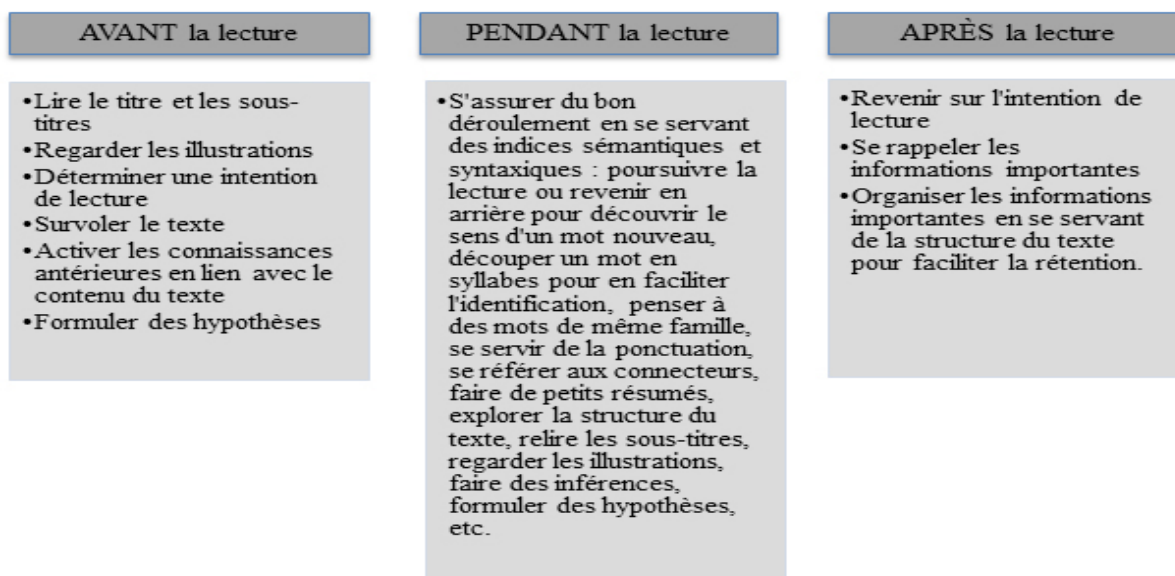 AVANT la lecture
•Lire le titre et les sous-
titres
•Regarder les illustrations
•Déterminer une intention
de lecture
•Survoler le texte
•Activer les connaissances
antérieures en lien avec le
contenu du texte
•Formuler des hypothèses
PENDANT la lecture
•S'assurer du bon
déroulement en se servant
des indices sémantiques et
syntaxiques : poursuivre la
lecture ou revenir en
arrière pour découvrir le
sens d'un mot nouveau,
découper un mot en
syllabes pour en faciliter
l'identification, penser à
des mots de même famille,
se servir de la ponctuation,
se référer aux connecteurs,
faire de petits résumés,
explorer la structure du
texte, relire les sous-titres,
regarder les illustrations,
faire des inférences,
formuler des hypothèses,
etc.
APRÈS la lecture
•Revenir sur l'intention de
lecture
•Se rappeler les
informations importantes
•Organiser les informations
importantes en se servant
de la structure du texte
pour faciliter la rétention.